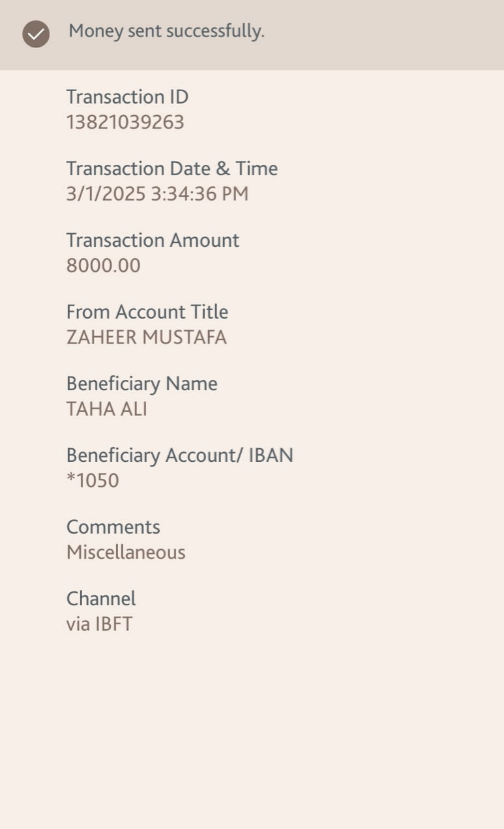 Money sent successfully.
Transaction ID
13821039263
Transaction Date & Time
3/1/2025 3:34:36 PM
Transaction Amount
8000.00
From Account Title
ZAHEER MUSTAFA
Beneficiary Name
TAHA ALI
Beneficiary Account/ IBAN
*1050
Comments
Miscellaneous
Channel
via IBFT